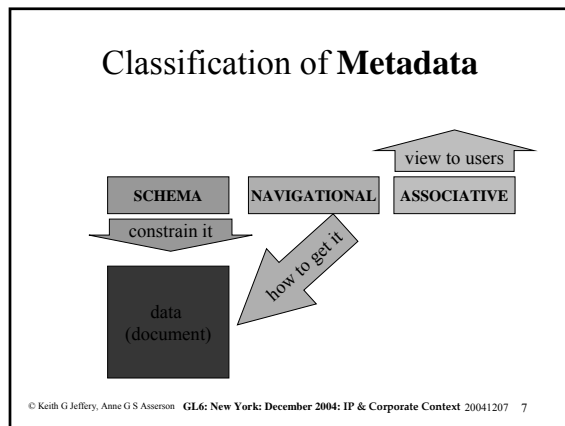 Classification of Metadata
view to users
SCHEMA NAVIGATIONAL ASSOCIATIVE
constrain it
how to get it
data
(document)
© Keith G Jeffery, Anne G S Asserson GL6: New York: December 2004: IP & Corporate Context 20041207 7